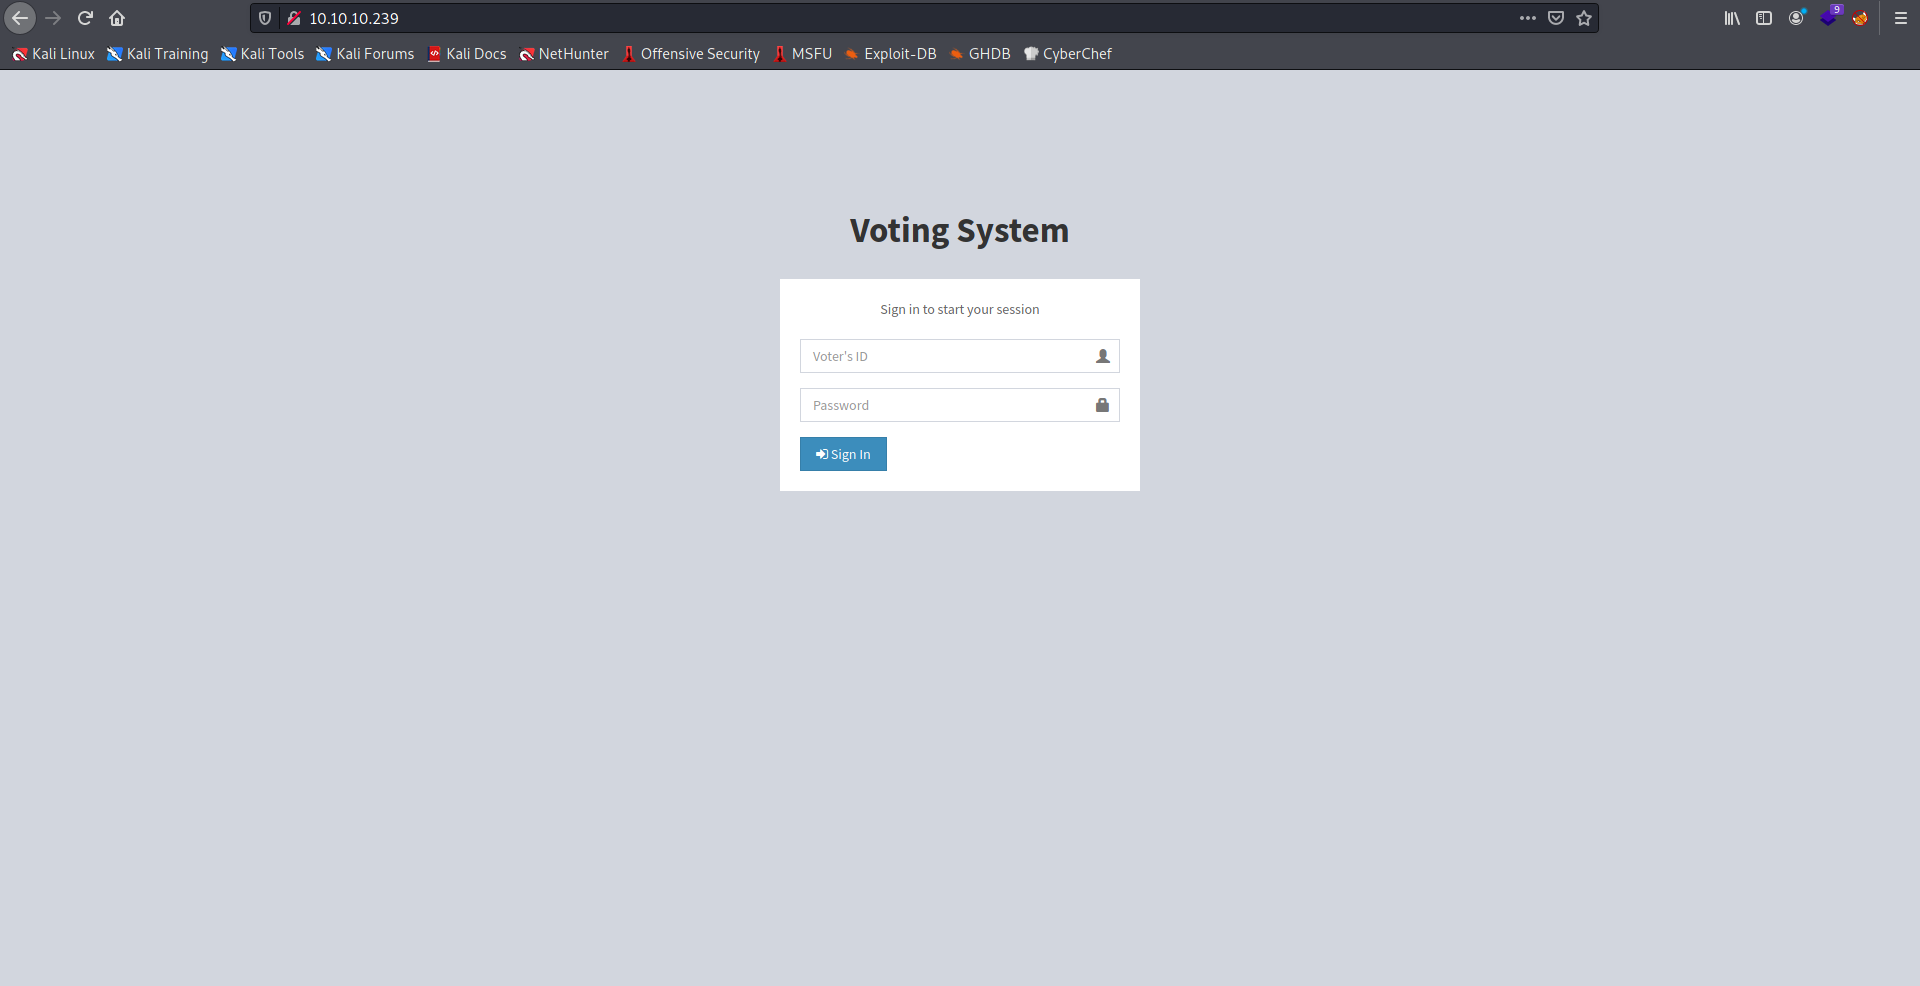 10.10.10.239
9
Kali Linux Kali Training Kali Tools Kali Forums Kali Docs NetHunter Offensive Security MSFU Exploit-DB GHDB CyberChef
Voting System
Sign in to start your session
Voter's ID
Password
Sign In